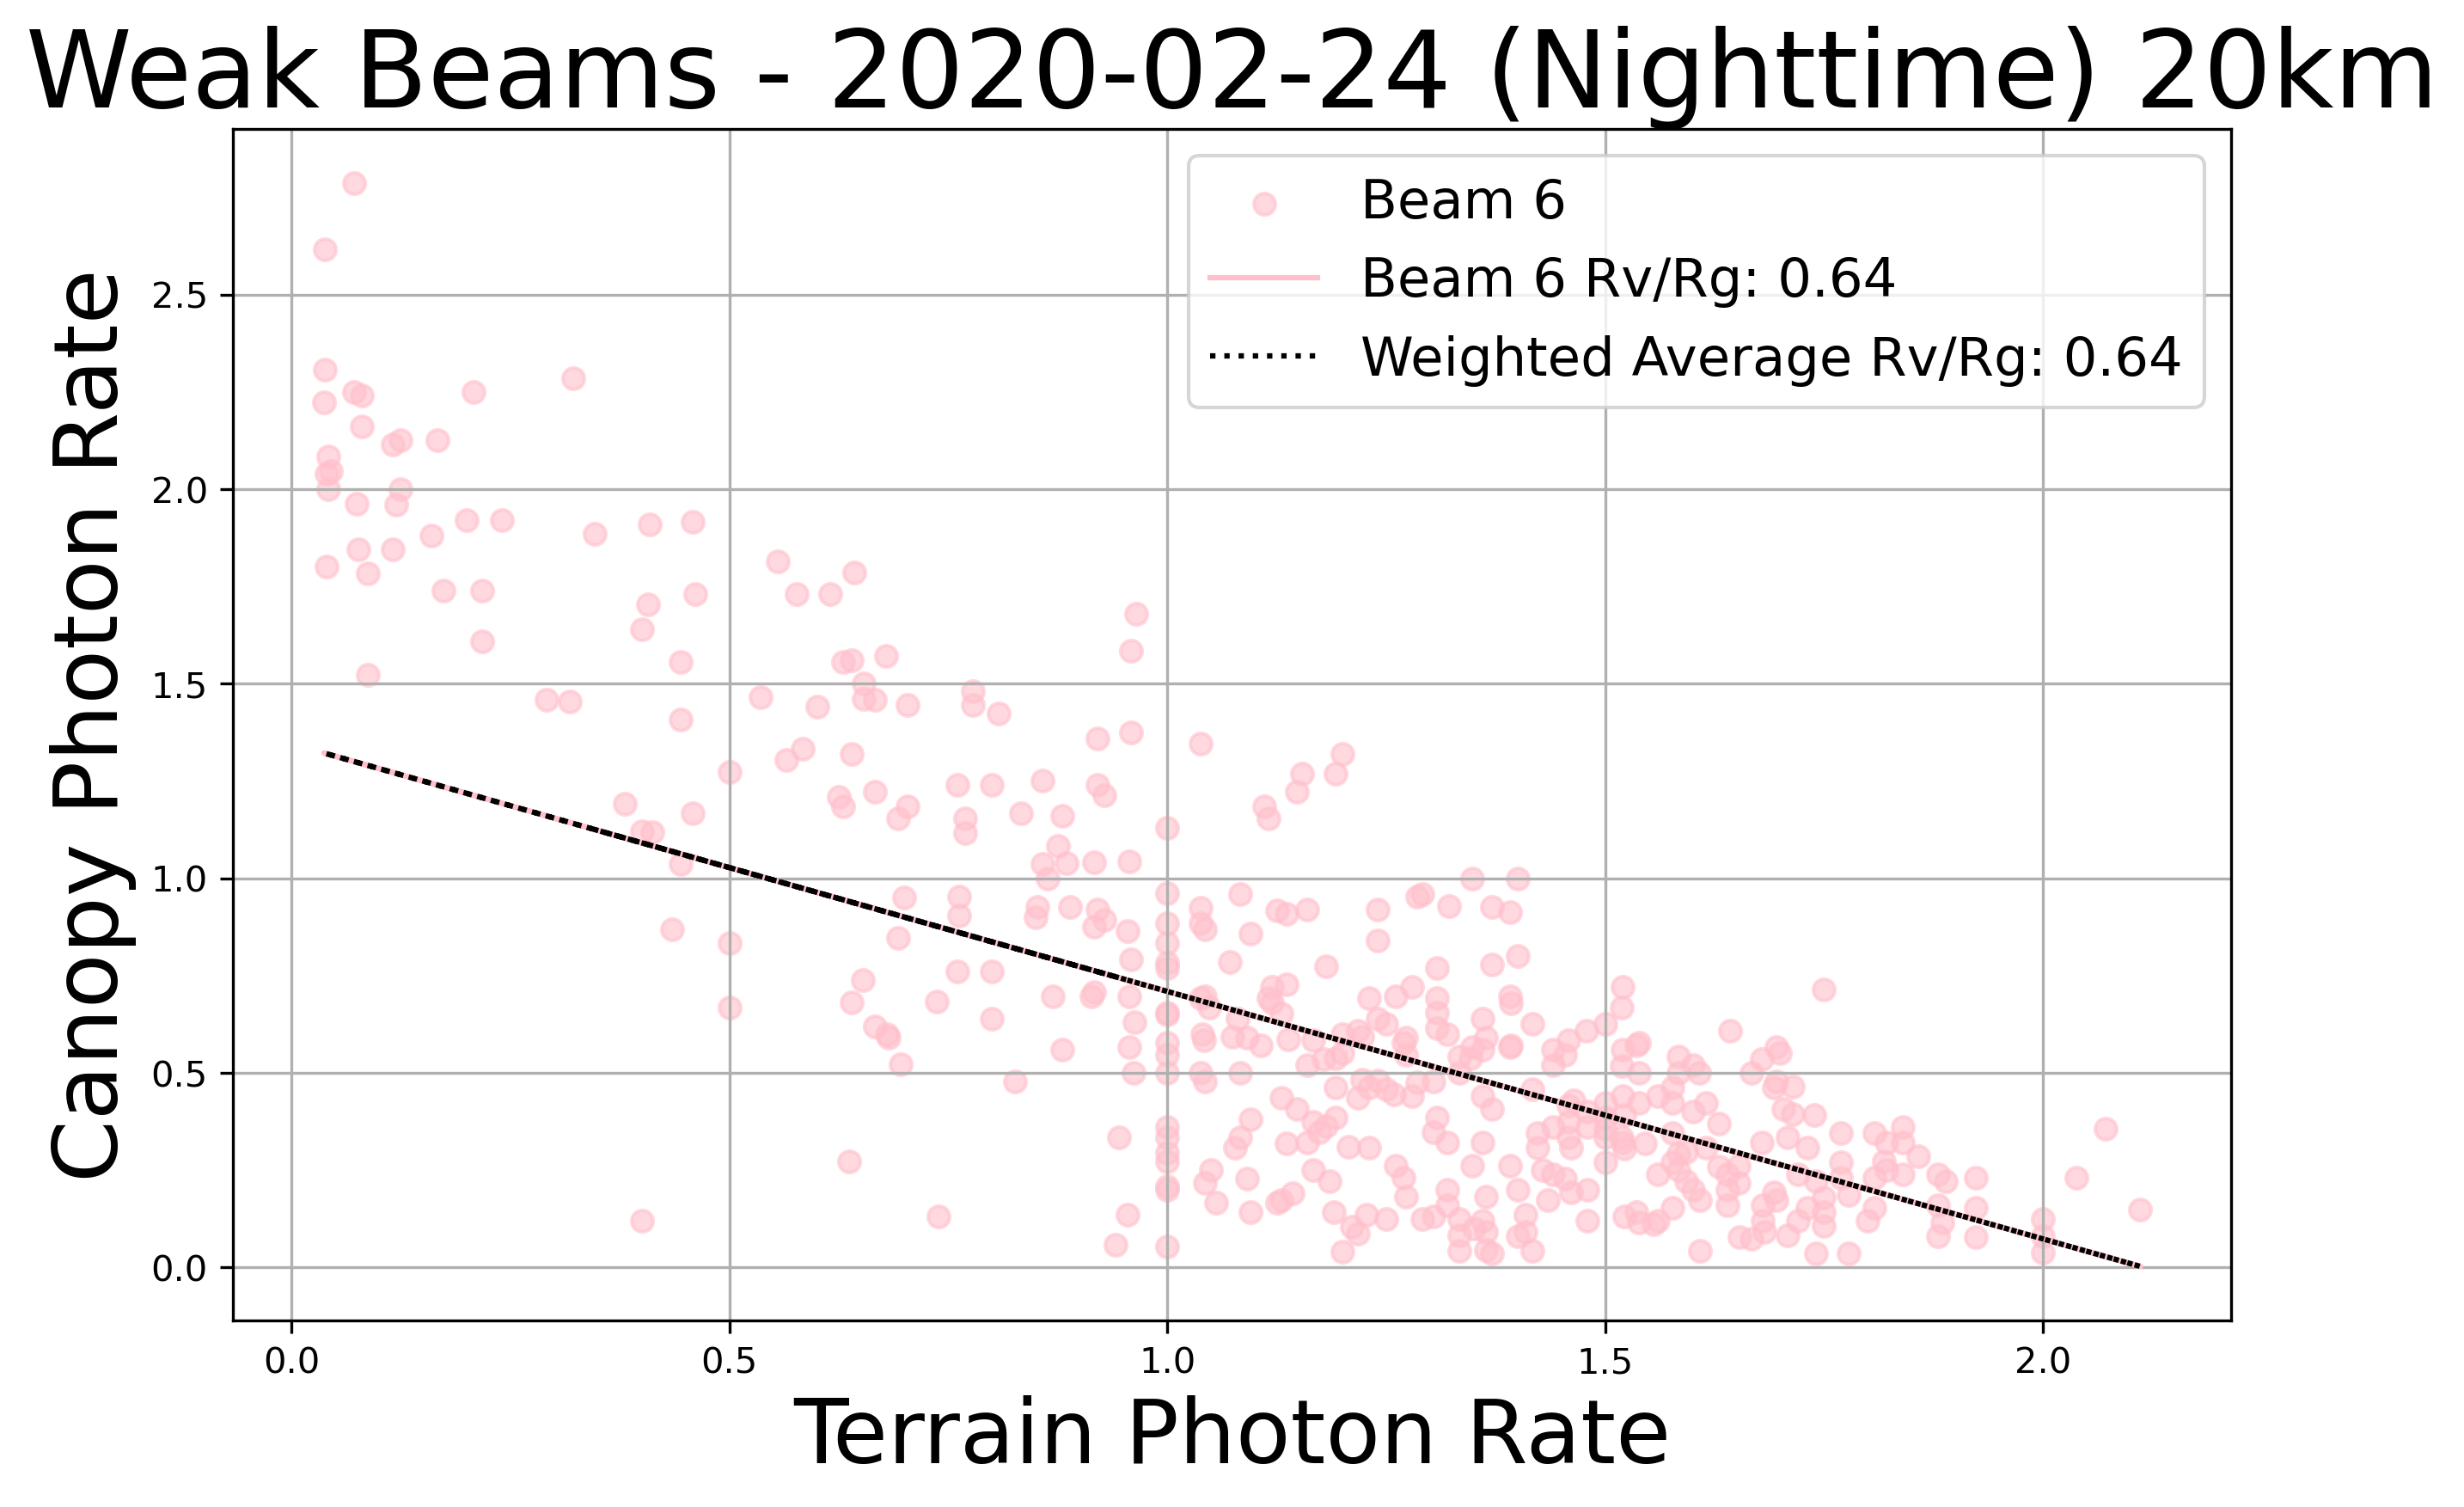 Weak Beams - 2020-02-24 (Nighttime) 20km
Beam 6
Beam 6 Rv/Rg: 0.64
Weighted Average Rv/Rg: 0.64
Canopy Photon Rate
2.5
2.0
1.5
1.0
0.5
0.0
0.0 0.5 1.0 1.5 2.0
Terrain Photon Rate